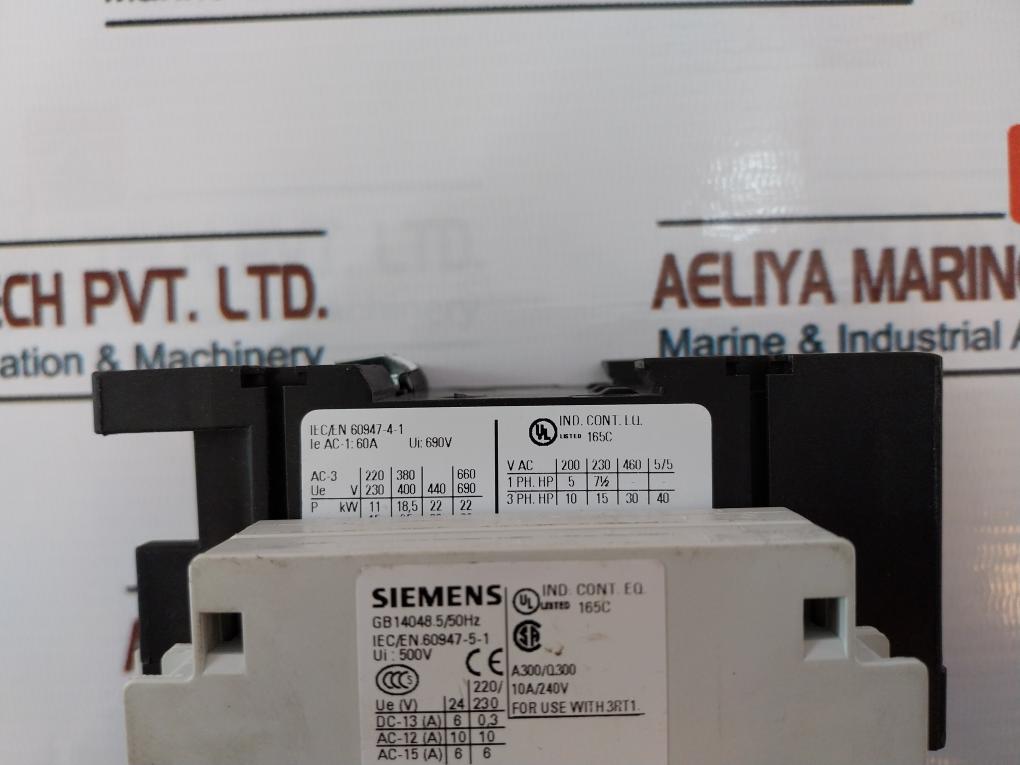 ECH PVT. LTD.
ation & Machinery
AELIYA MARIN
Marine & Industrial A
IEC/EN 60947-4-1
Ie AC-1: 60A Ui: 690V
AC-3 220 380 660
Ue V 230 400 440 690
P kW 11 18,5 22 22
UL LISTED IND. CONT. EQ.
165C
V AC 200 230 460 575
1 PH. HP 5 7½ - -
3 PH. HP 10 15 30 40
SIEMENS
GB14048.5/50Hz
IEC/EN.60947-5-1
Ui : 500V
CE
CCC S
220/
Ue (V) 24 230
DC-13 (A) 6 0,3
AC-12 (A) 10 10
AC-15 (A) 6 6
UL LISTED IND. CONT. EQ.
165C
A300/Q300
10A/240V
FOR USE WITH 3RT1.